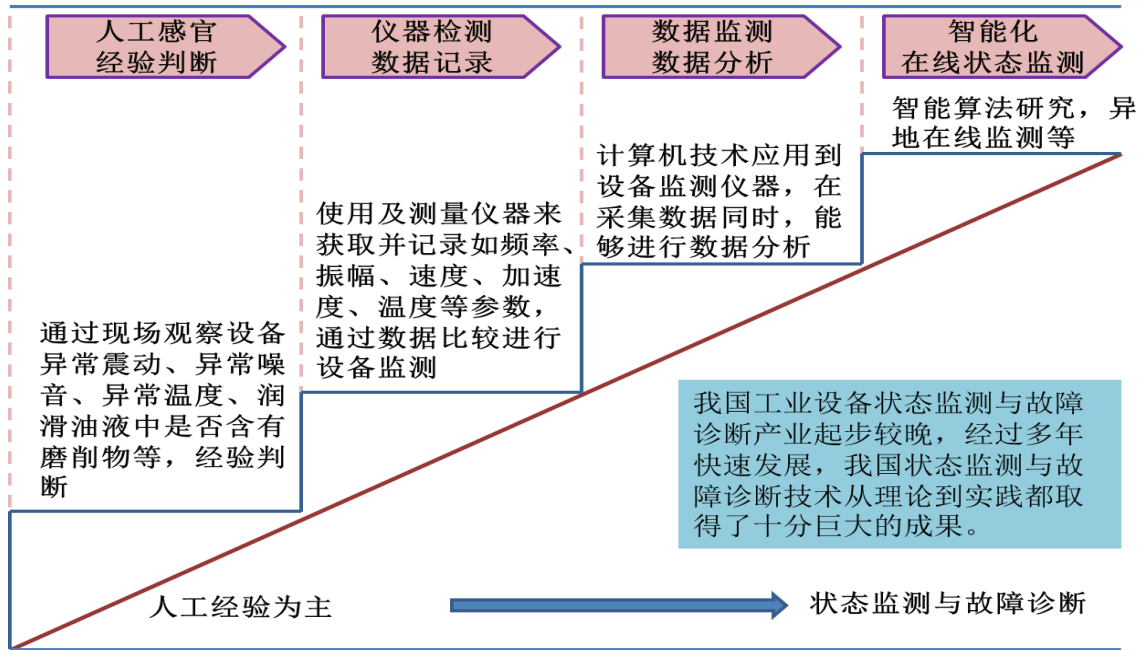 人工感官
经验判断
仪器检测
数据记录
数据监测
数据分析
智能化
在线状态监测
通过现场观察设备
异常震动、异常噪
音、异常温度、润
滑油液中是否含有
磨削物等，经验判
断
使用及测量仪器来
获取并记录如频率、
振幅、速度、加速
度、温度等参数，
通过数据比较进行
设备监测
计算机技术应用到
设备监测仪器，在
采集数据同时，能
够进行数据分析
智能算法研究，异
地在线监测等
我国工业设备状态监测与故障
诊断产业起步较晚，经过多年
快速发展，我国状态监测与故
障诊断技术从理论到实践都取
得了十分巨大的成果。
人工经验为主
状态监测与故障诊断